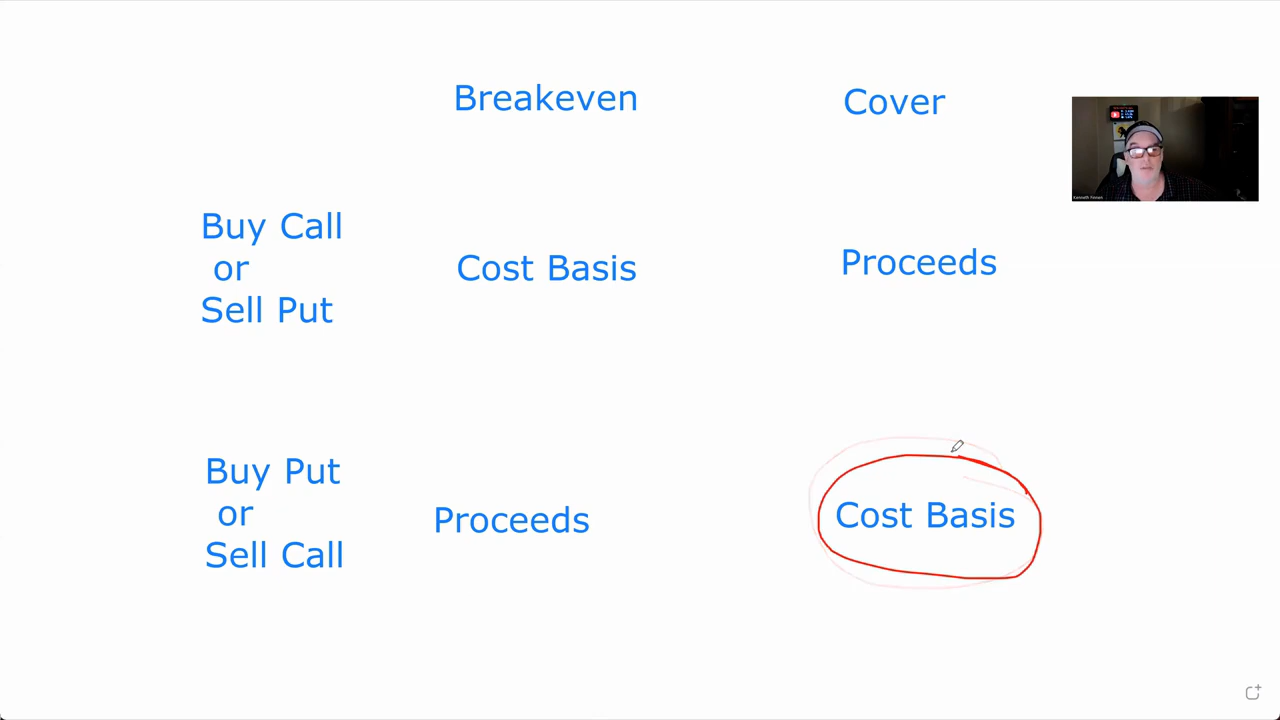 Breakeven
Cover
Buy Call
or
Sell Put
Cost Basis
Proceeds
Buy Put
or
Sell Call
Proceeds
Cost Basis